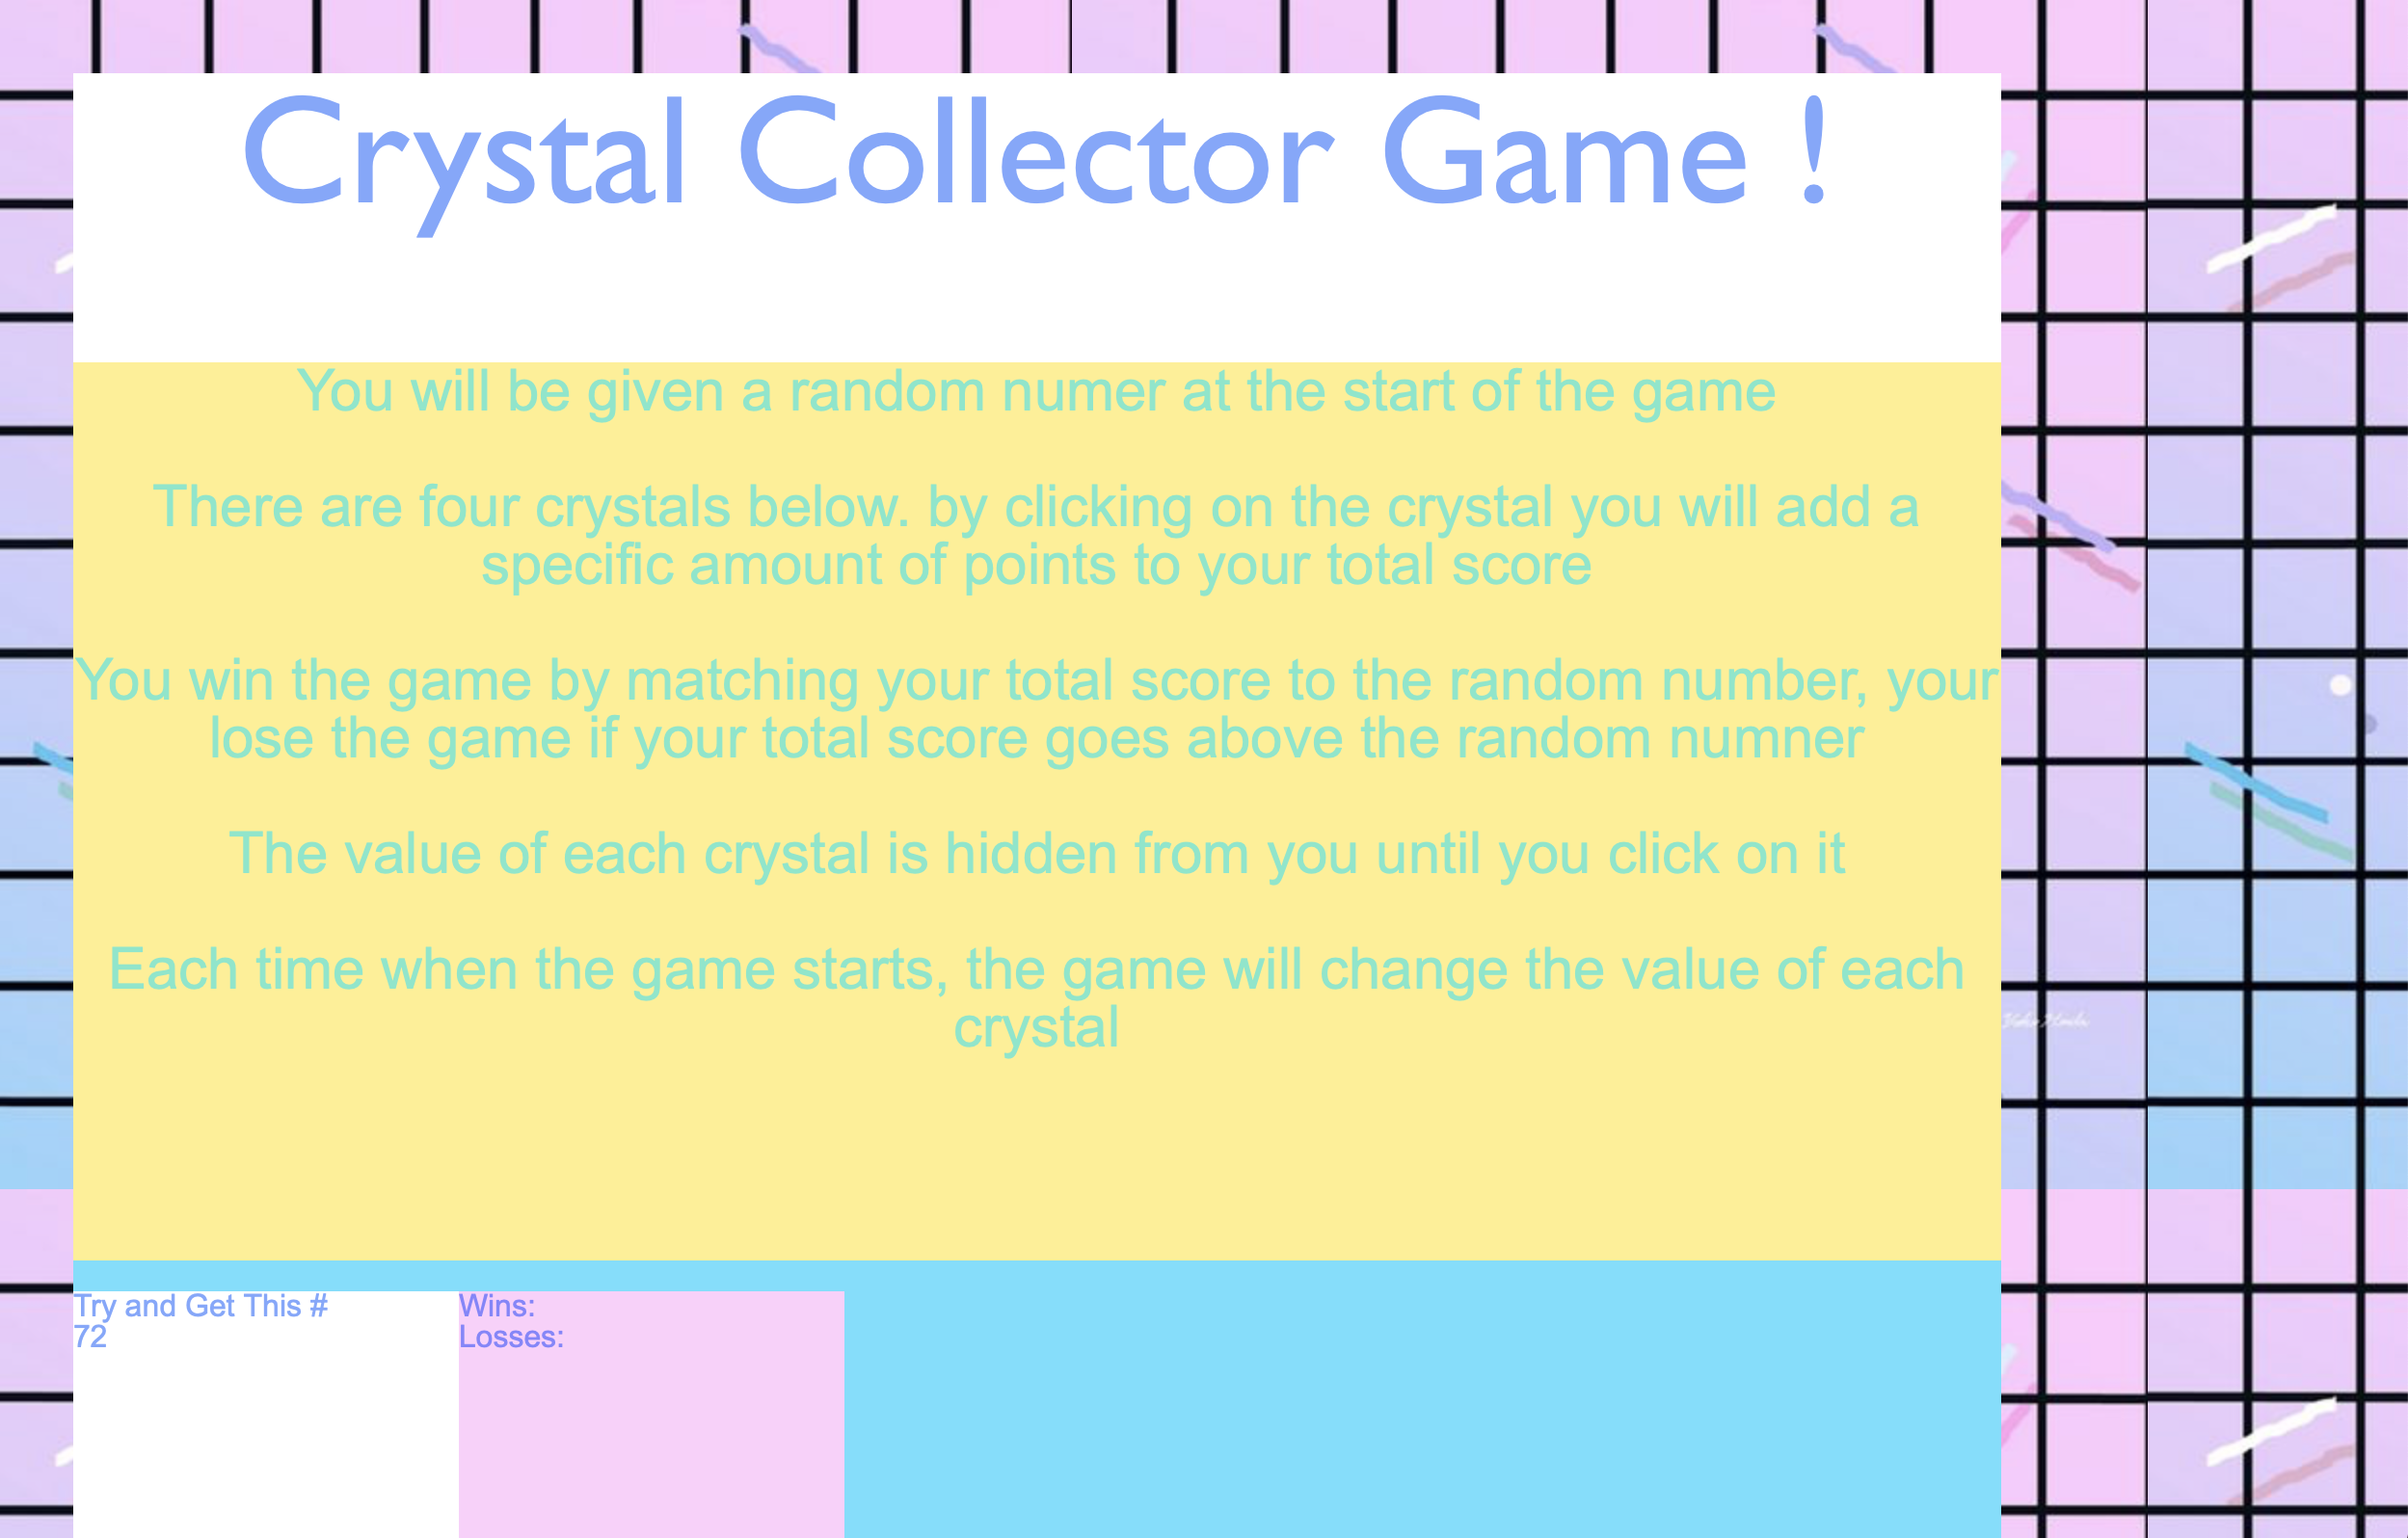 Crystal Collector Game !
You will be given a random numer at the start of the game
There are four crystals below. by clicking on the crystal you will add a
specific amount of points to your total score
You win the game by matching your total score to the random number, your
lose the game if your total score goes above the random numner
The value of each crystal is hidden from you until you click on it
Each time when the game starts, the game will change the value of each
crystal
Try and Get This #
72
Wins:
Losses: